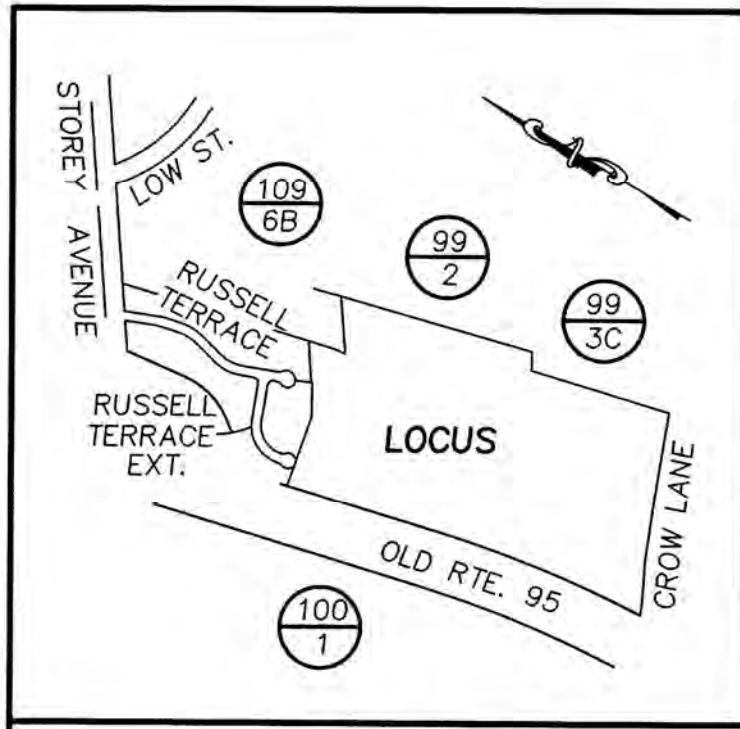 STOREY AVENUE
LOW ST.
109
6B
99
2
99
3C
RUSSELL
TERRACE
RUSSELL
TERRACE
EXT.
LOCUS
CROW LANE
OLD RTE. 95
100
1